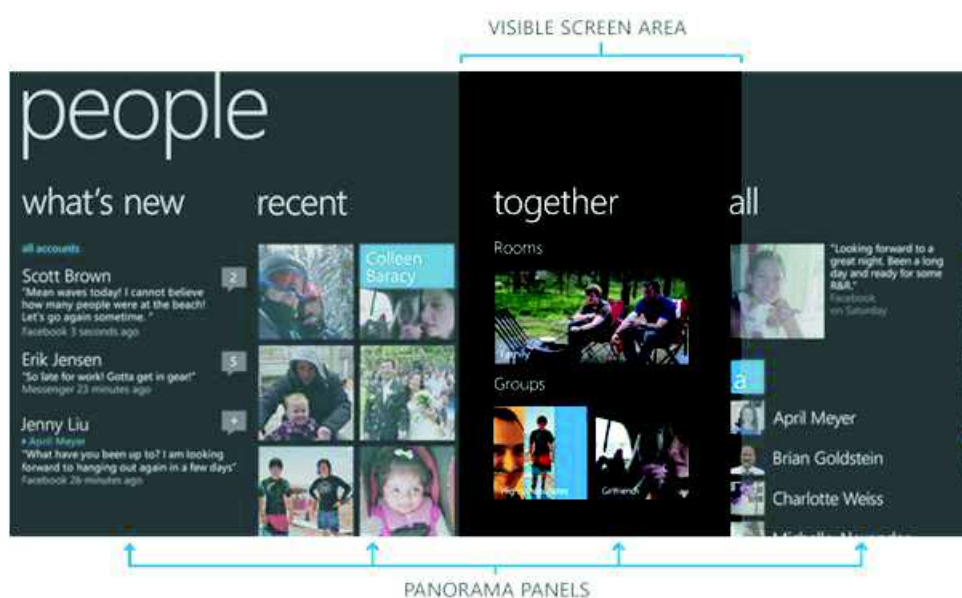 VISIBLE SCREEN AREA
people
what's new
all accounts
Scott Brown
2
"Mean waves today! I cannot believe
how many people were at the beach!
Let's go again sometime. "
Facebook 3 seconds ago
Erik Jensen
5
"So late for work! Gotta get in gear!"
Messenger 23 minutes ago
Jenny Liu
+
April Meyer
"What have you been up to? I am looking
forward to hanging out again in a few days"
Facebook 26 minutes ago
recent
Colleen
Baracy
together
Rooms
Family
Groups
Girlfriends
all
"Looking forward to a
great night. Been a long
day and ready for some
R&R."
Facebook
on Saturday
a
April Meyer
Brian Goldstein
Charlotte Weiss
PANORAMA PANELS